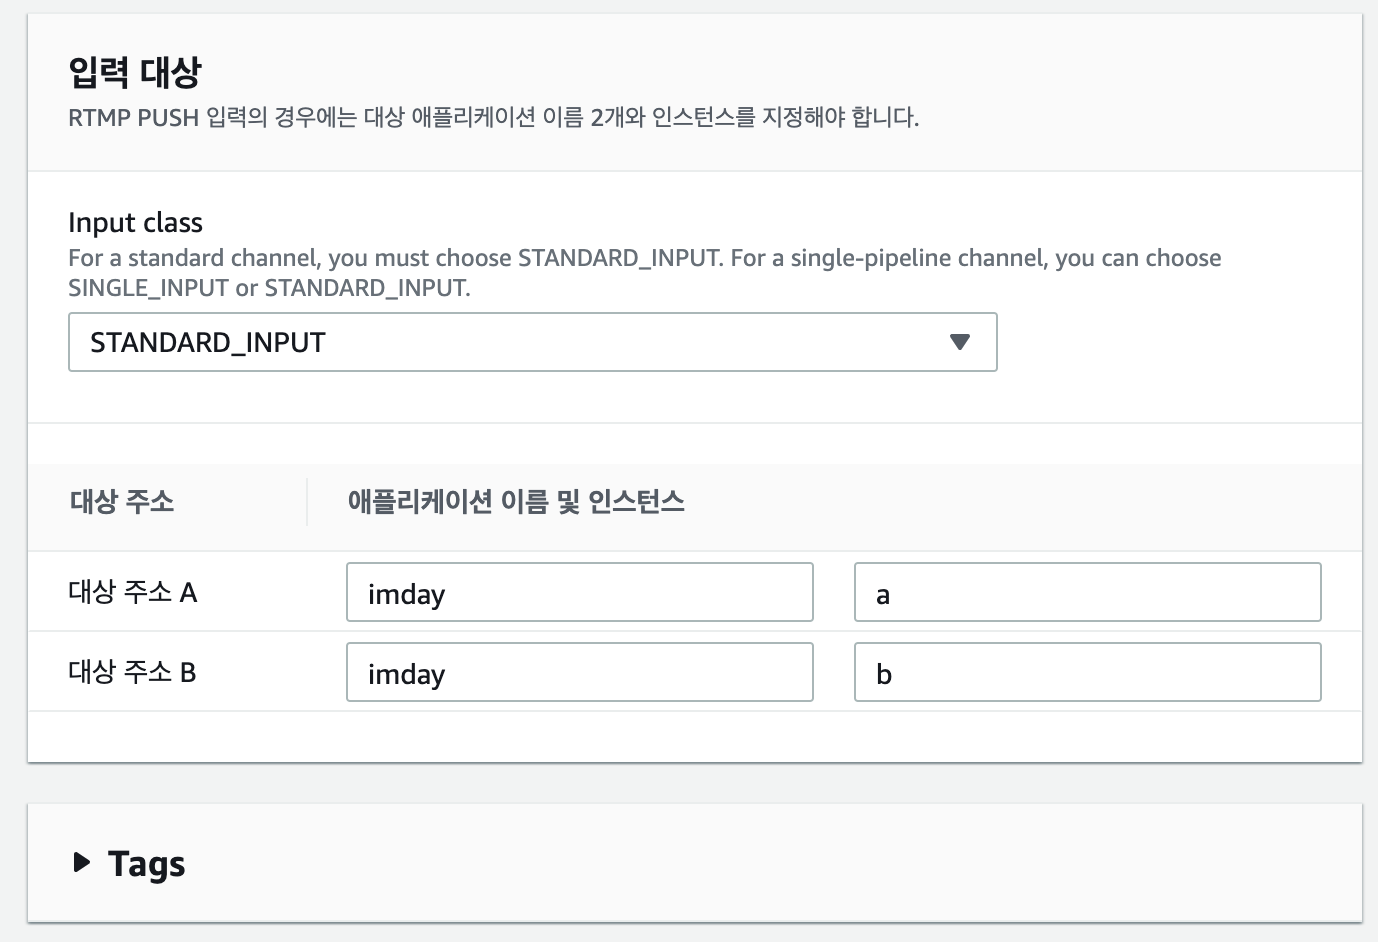 입력 대상
RTMP PUSH 입력의 경우에는 대상 애플리케이션 이름 2개와 인스턴스를 지정해야 합니다.
Input class
For a standard channel, you must choose STANDARD_INPUT. For a single-pipeline channel, you can choose
SINGLE_INPUT or STANDARD_INPUT.
STANDARD_INPUT
대상 주소 애플리케이션 이름 및 인스턴스
대상 주소 A imday a
대상 주소 B imday b
Tags